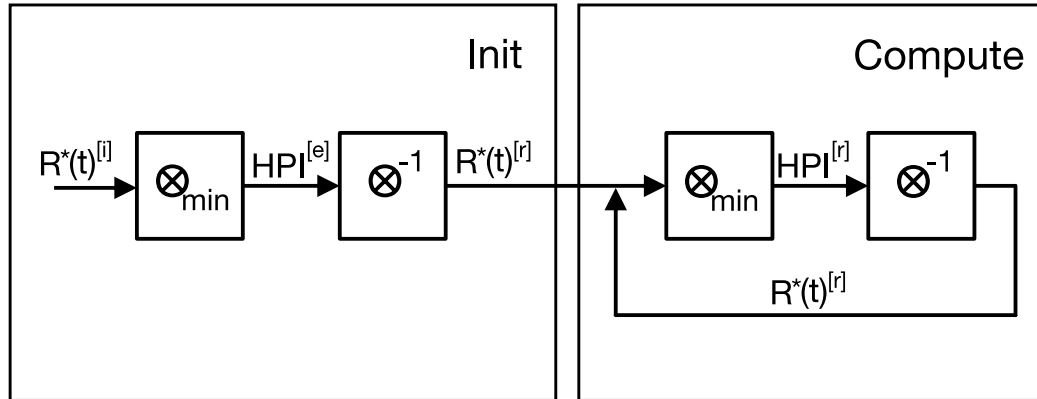 Init
R*(t)[i]
⊗min
HPI[e]
⊗-1
R*(t)[r]
Compute
⊗min
HPI[r]
⊗-1
R*(t)[r]